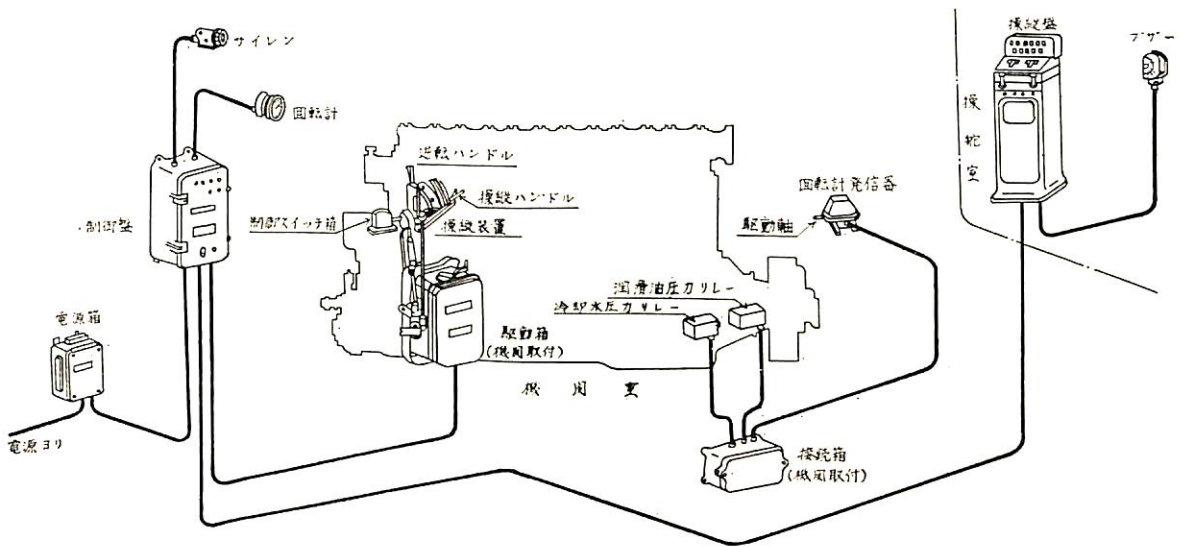 サイレン
回転計
制御盤
電源箱
電源ヨリ
逆転ハンドル
操縦ハンドル
操縦装置
制御スイッチ箱
駆動箱
(機関取付)
機関室
潤滑油圧力リレー
冷却水圧力リレー
回転計発信器
駆動軸
接続箱
(機関取付)
操舵室
操縦盤
ブザー